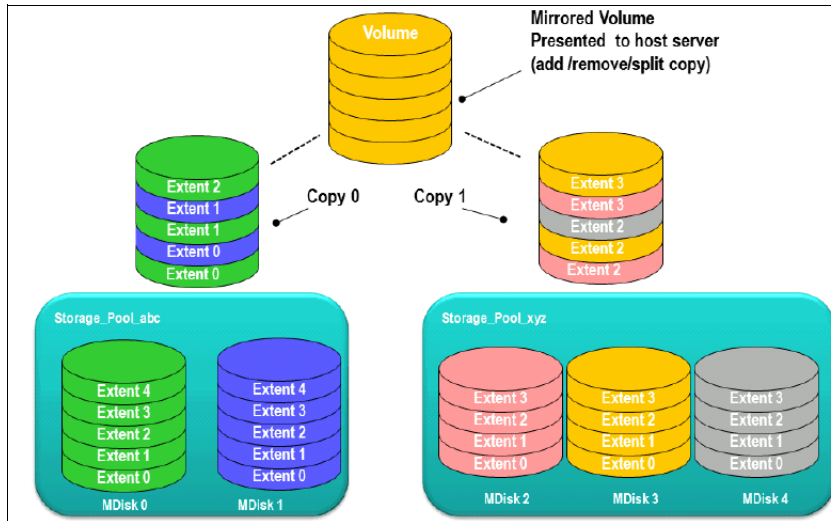 Volume
Mirrored Volume
Presented to host server
(add /remove/split copy)
Extent 2
Extent 1
Extent 1
Extent 0
Extent 0
Copy 0
Copy 1
Extent 3
Extent 3
Extent 2
Extent 2
Extent 2
Storage_Pool_abc
Extent 4
Extent 3
Extent 2
Extent 1
Extent 0
MDisk 0
Extent 4
Extent 3
Extent 2
Extent 1
Extent 0
MDisk 1
Storage_Pool_xyz
Extent 3
Extent 2
Extent 1
Extent 0
MDisk 2
Extent 3
Extent 2
Extent 1
Extent 0
MDisk 3
Extent 3
Extent 2
Extent 1
Extent 0
MDisk 4